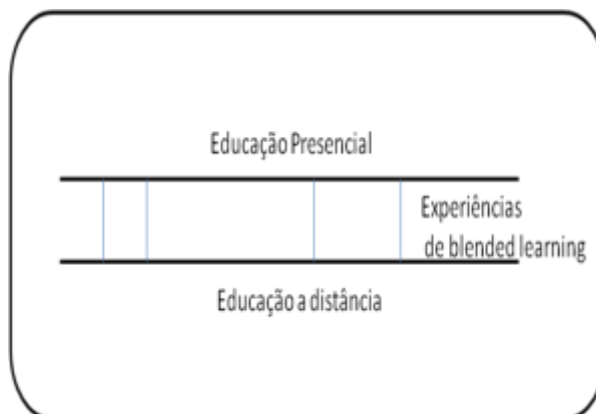 Educação Presencial
Experiências
de blended learning
Educação a distância